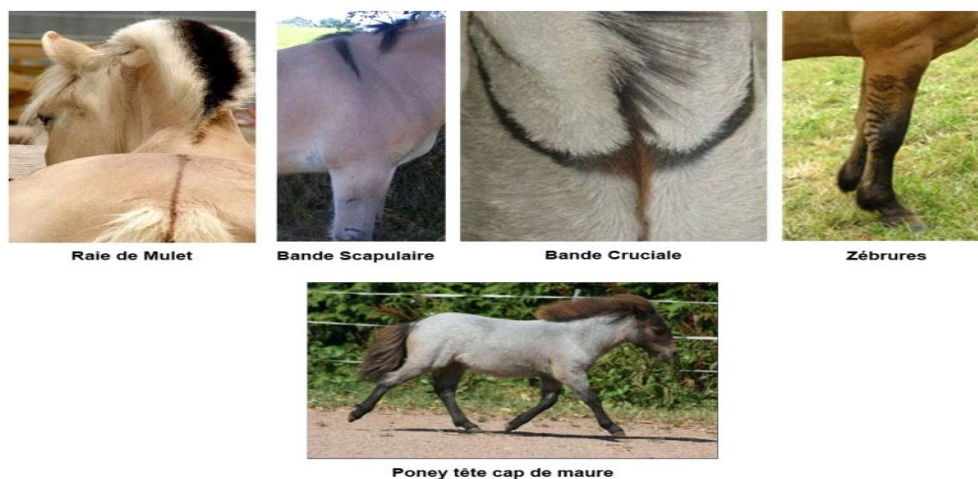 Raie de Mulet
Bande Scapulaire
Bande Cruciale
Zébrures
Poney tête cap de maure